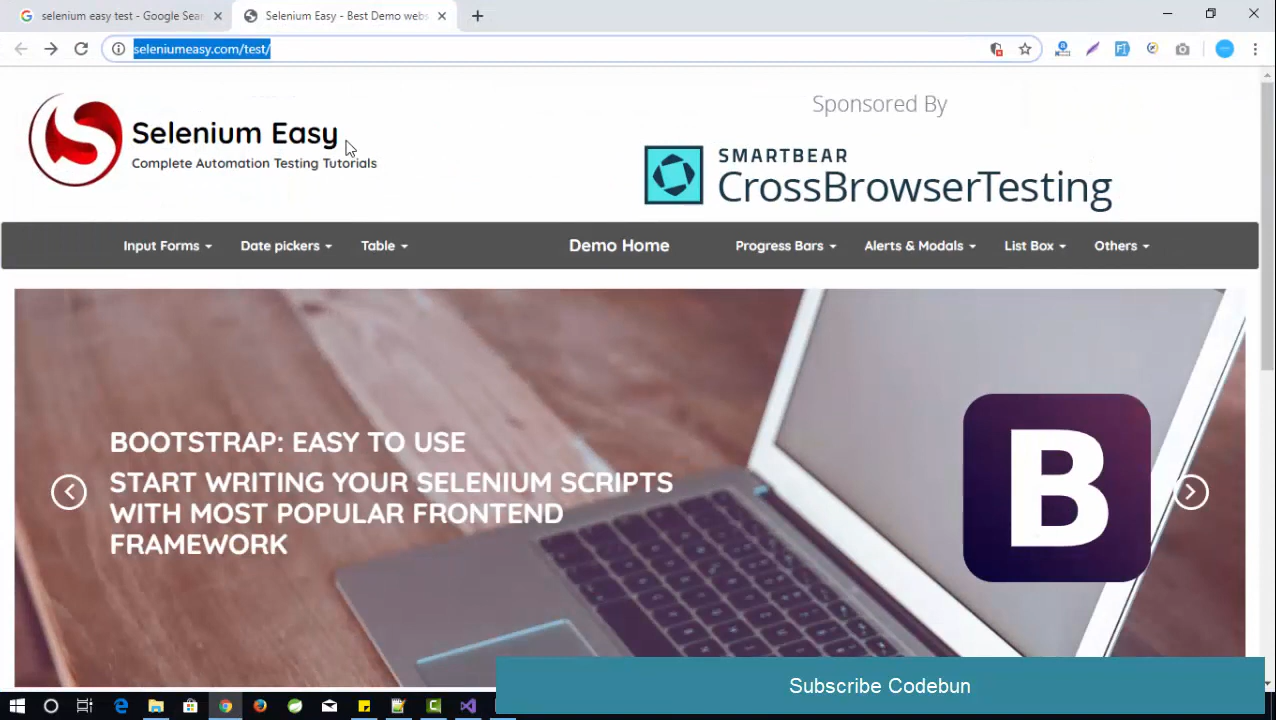 selenium easy test - Google Sear
Selenium Easy - Best Demo webs
seleniumeasy.com/test/
Selenium Easy
Complete Automation Testing Tutorials
Sponsored By
SMARTBEAR
CrossBrowserTesting
Input Forms
Date pickers
Table
Demo Home
Progress Bars
Alerts & Modals
List Box
Others
BOOTSTRAP: EASY TO USE
START WRITING YOUR SELENIUM SCRIPTS
WITH MOST POPULAR FRONTEND
FRAMEWORK
B
Subscribe Codebun